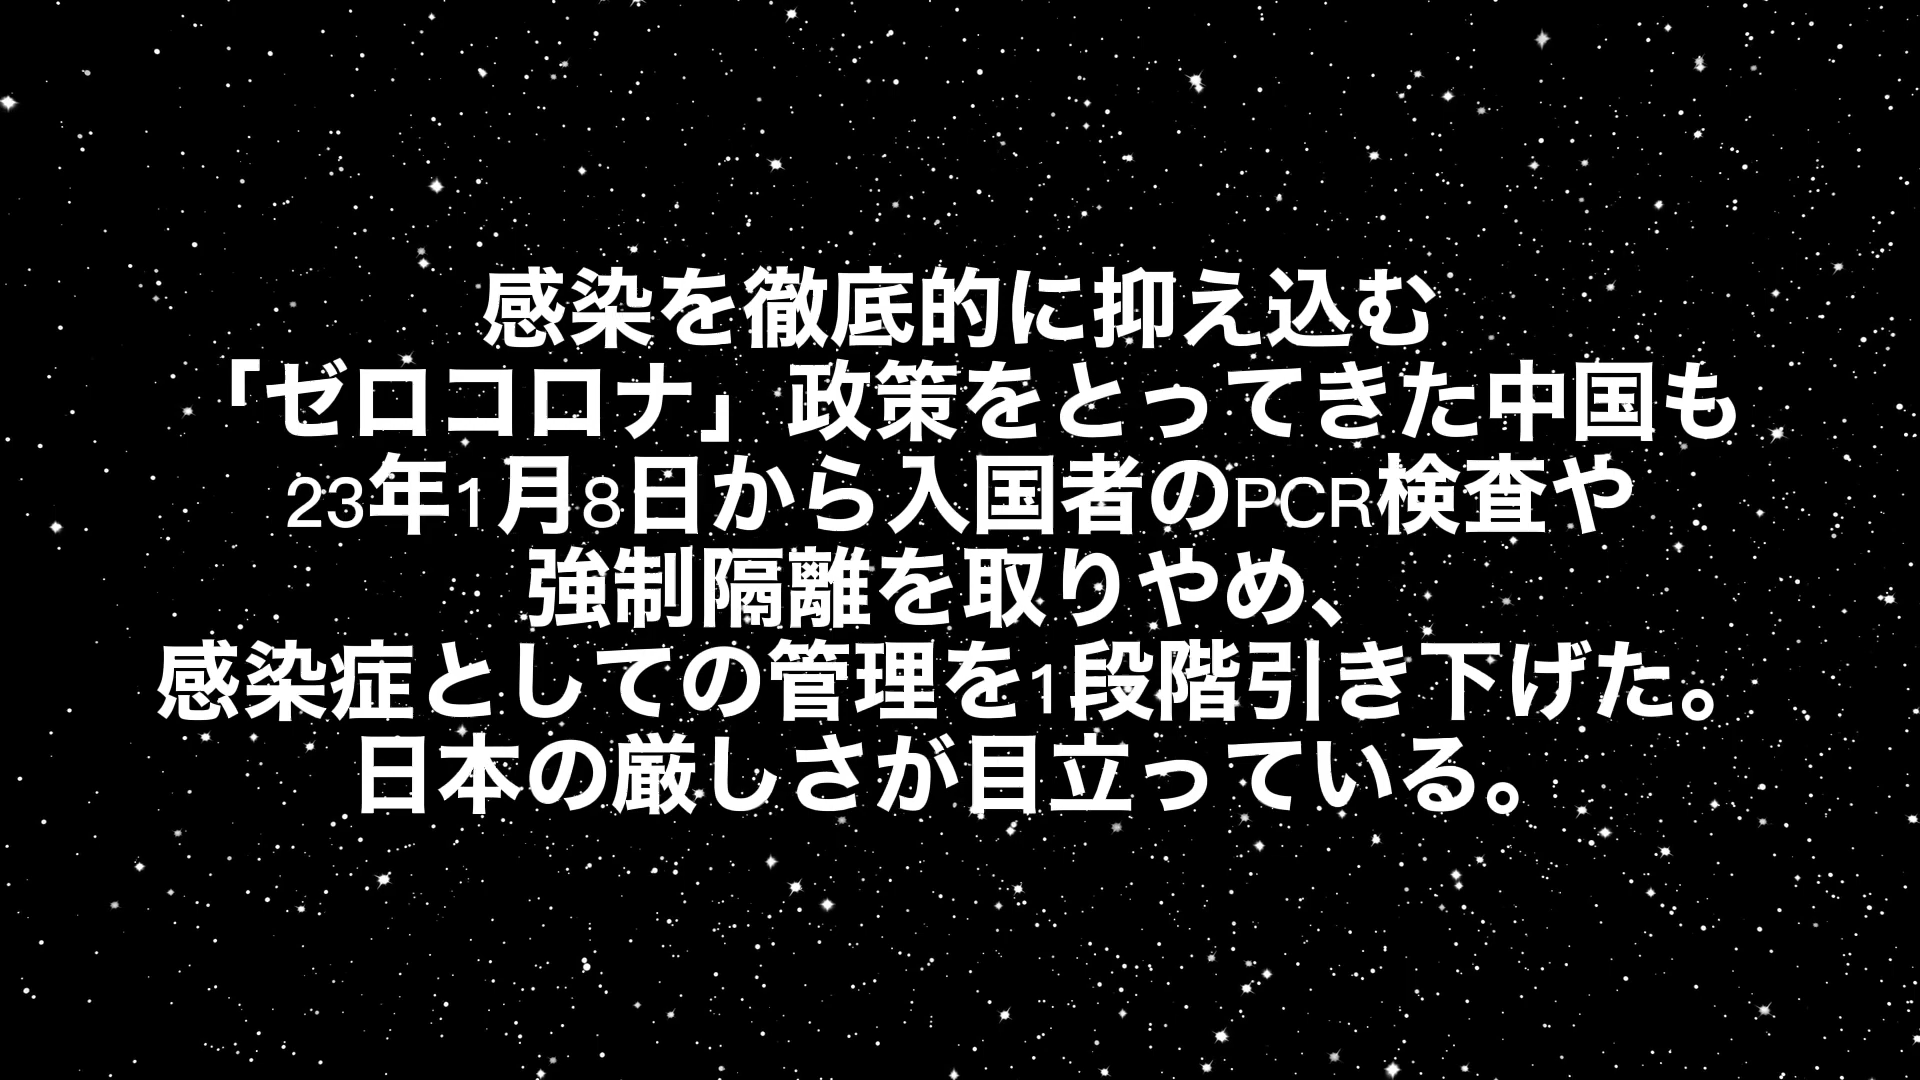 感染を徹底的に抑え込む
「ゼロコロナ」政策をとってきた中国も
23年1月8日から入国者のPCR検査や
強制隔離を取りやめ、
感染症としての管理を1段階引き下げた。
日本の厳しさが目立っている。